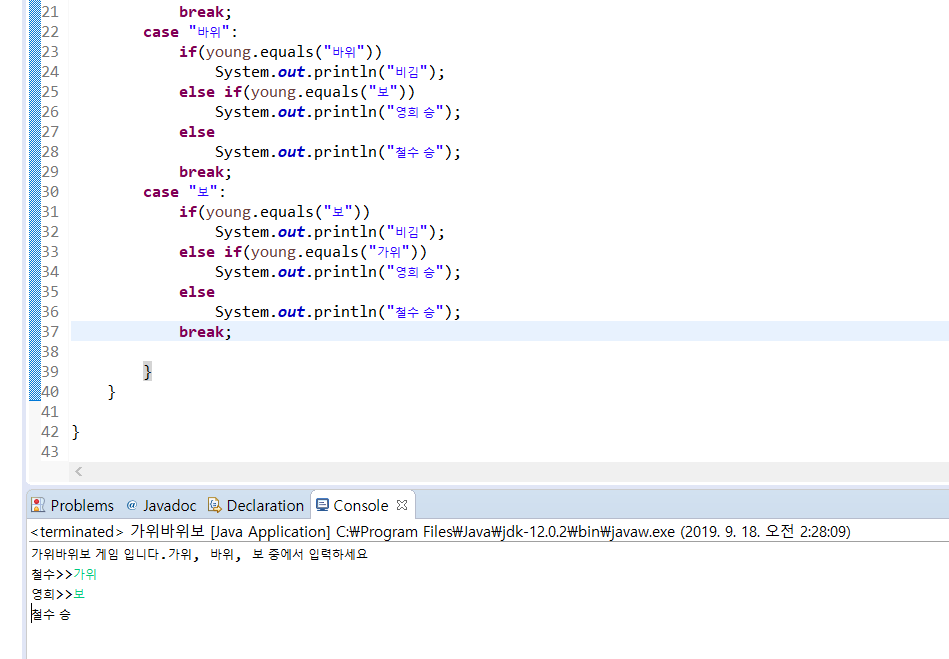 21 break;
22 case "바위":
23 if(young.equals("바위"))
24 System.out.println("비김");
25 else if(young.equals("보"))
26 System.out.println("영희 승");
27 else
28 System.out.println("철수 승");
29 break;
30 case "보":
31 if(young.equals("보"))
32 System.out.println("비김");
33 else if(young.equals("가위"))
34 System.out.println("영희 승");
35 else
36 System.out.println("철수 승");
37 break;
38
39 }
40 }
41
42 }
43
Problems @ Javadoc Declaration Console
<terminated> 가위바위보 [Java Application] C:₩Program Files₩Java₩jdk-12.0.2₩bin₩javaw.exe (2019. 9. 18. 오전 2:28:09)
가위바위보 게임 입니다.가위, 바위, 보 중에서 입력하세요
철수>>가위
영희>>보
철수 승